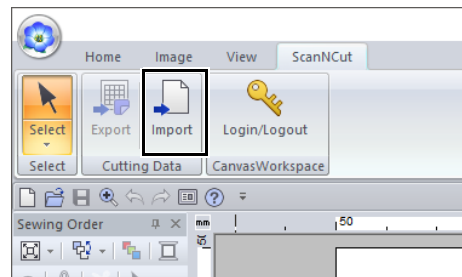 Home Image View ScanNCut
Select Export Import Login/Logout
Select Cutting Data CanvasWorkspace
Sewing Order mm 50